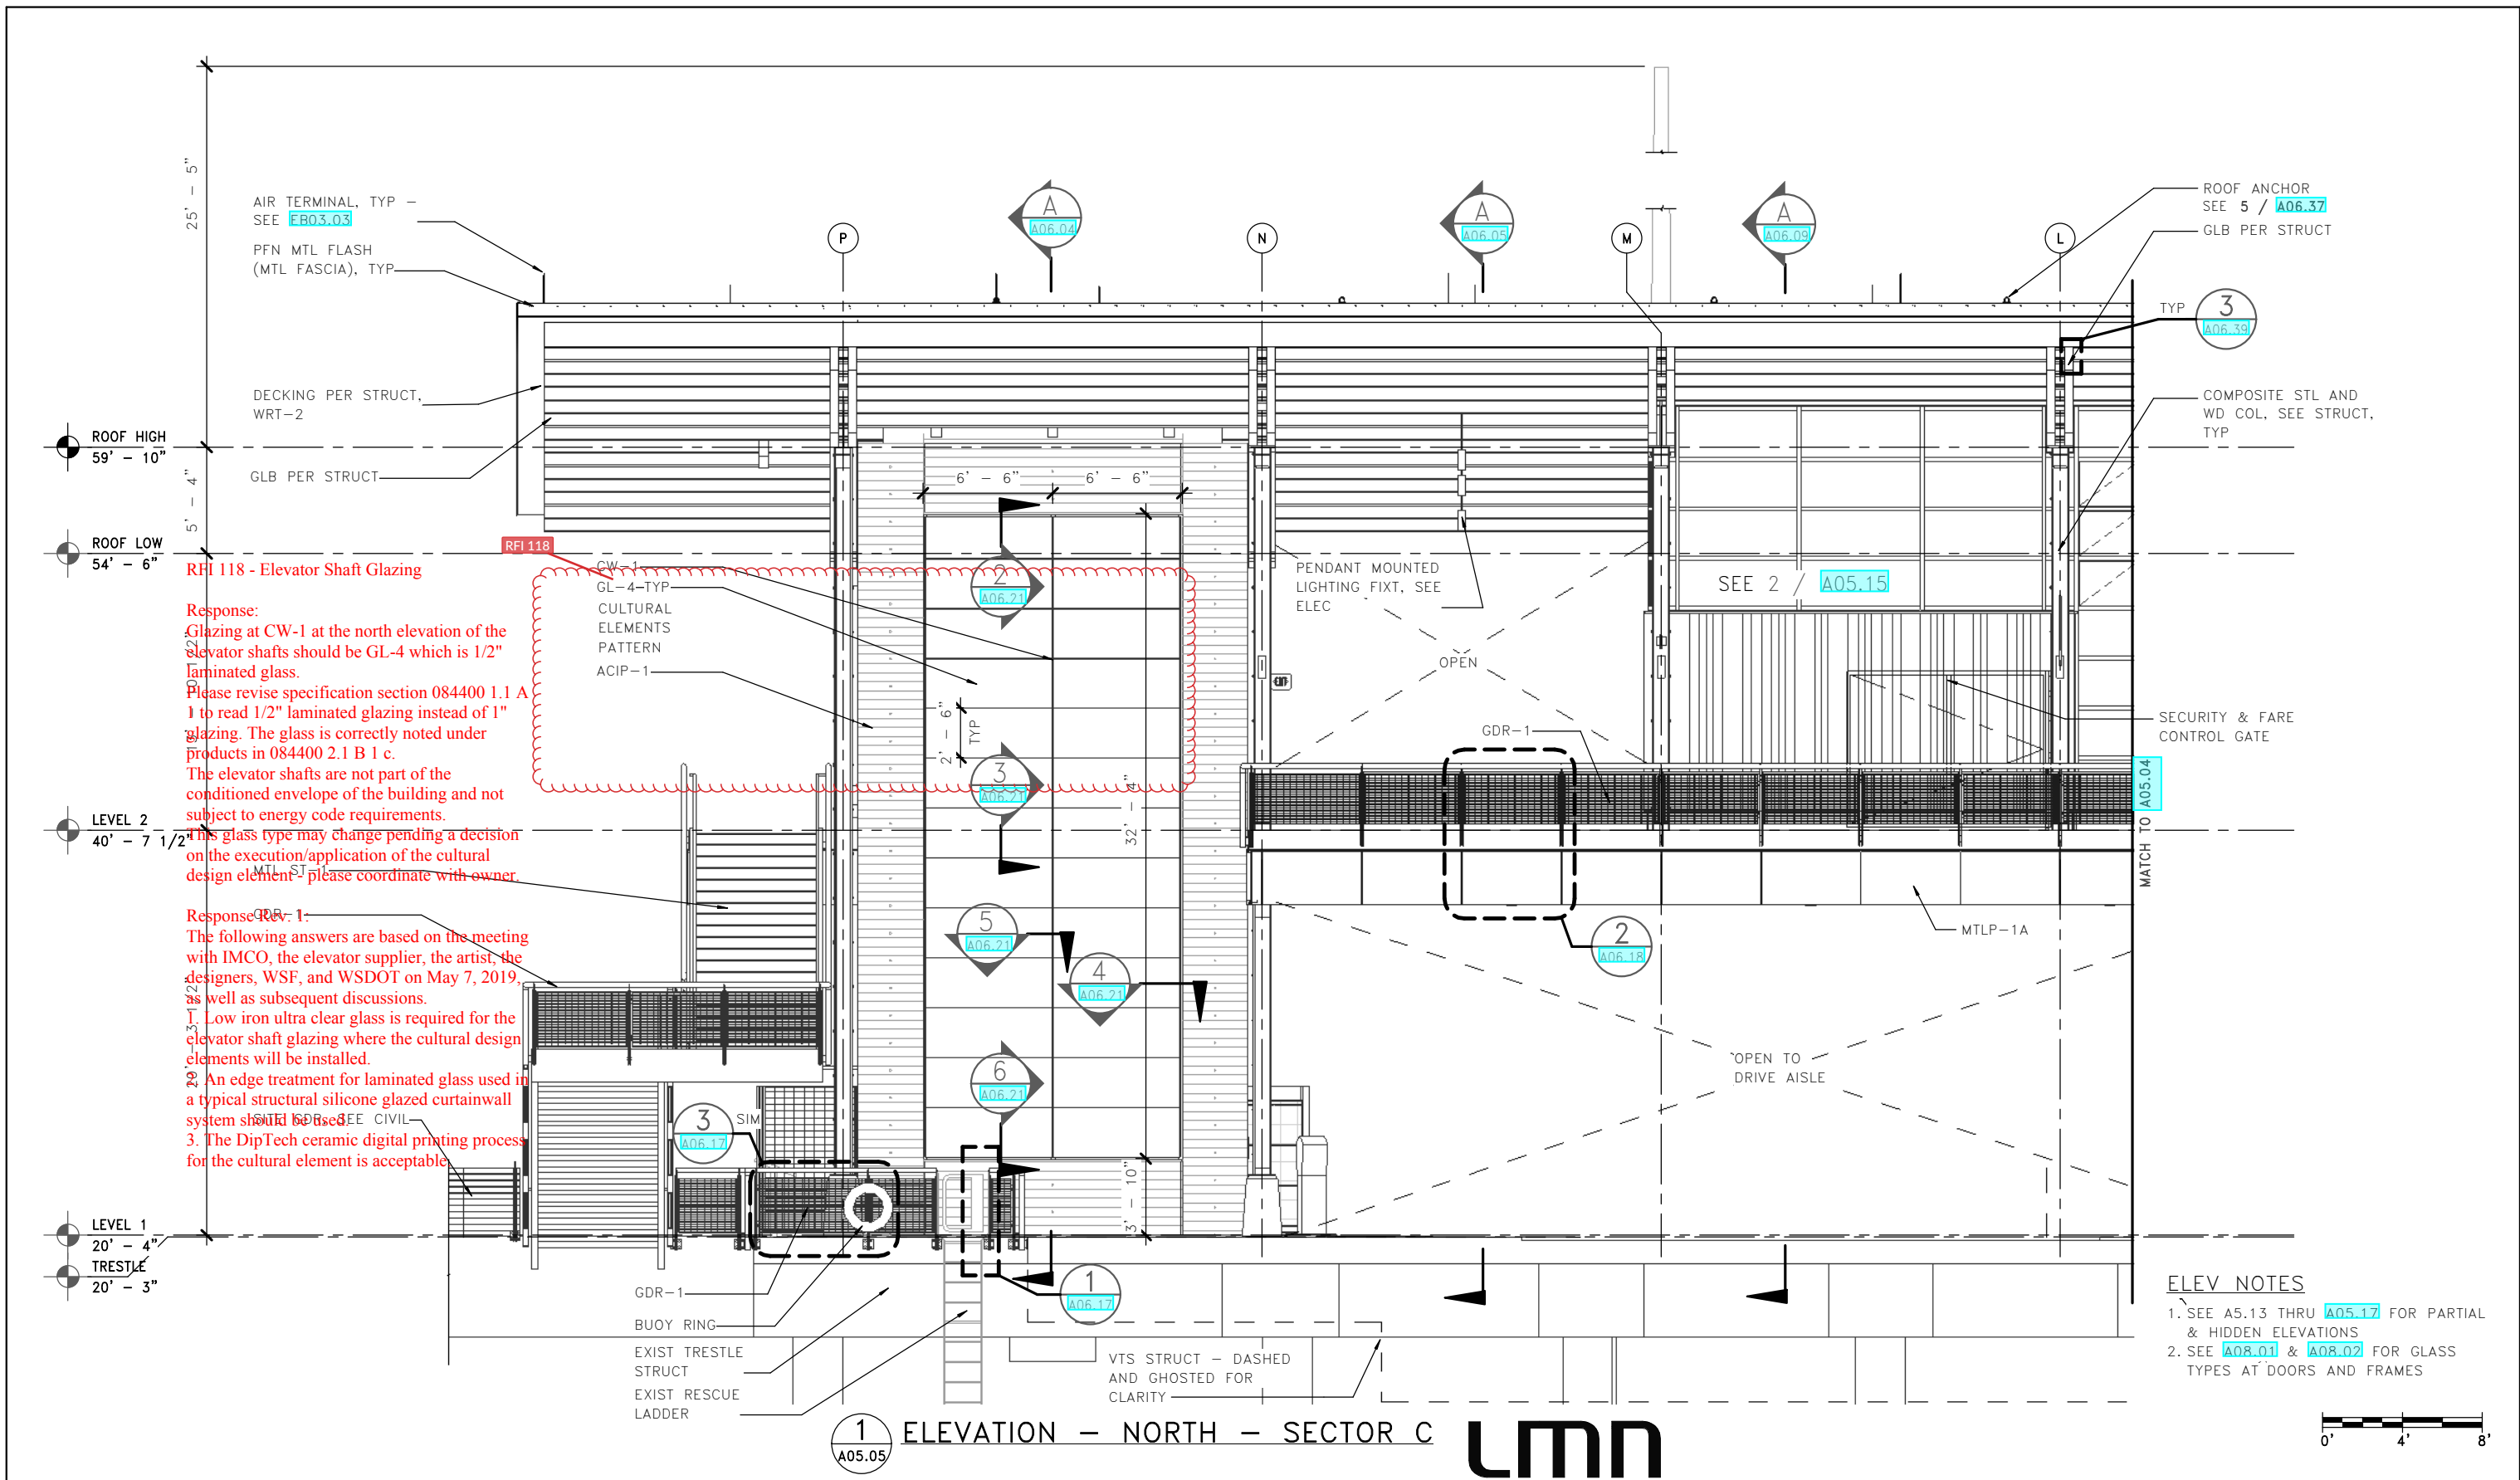 25' - 5"
AIR TERMINAL, TYP -
SEE EB03.03
PFN MTL FLASH
(MTL FASCIA), TYP
P
A
A06.04
N
A
A06.05
M
A
A06.09
L
ROOF ANCHOR
SEE 5 / A06.37
GLB PER STRUCT
TYP
3
A06.39
DECKING PER STRUCT,
WRT-2
COMPOSITE STL AND
WD COL, SEE STRUCT,
TYP
ROOF HIGH
59' - 10"
5' - 4"
GLB PER STRUCT
6' - 6"
6' - 6"
ROOF LOW
54' - 6"
RFI 118
RFI 118 - Elevator Shaft Glazing
Response:
Glazing at CW-1 at the north elevation of the
elevator shafts should be GL-4 which is 1/2"
laminated glass.
Please revise specification section 084400 1.1 A
1 to read 1/2" laminated glazing instead of 1"
glazing. The glass is correctly noted under
products in 084400 2.1 B 1 c.
The elevator shafts are not part of the
conditioned envelope of the building and not
subject to energy code requirements.
This glass type may change pending a decision
on the execution/application of the cultural
design element - please coordinate with owner.
Response Rev. 1:
The following answers are based on the meeting
with IMCO, the elevator supplier, the artist, the
designers, WSF, and WSDOT on May 7, 2019,
as well as subsequent discussions.
1. Low iron ultra clear glass is required for the
elevator shaft glazing where the cultural design
elements will be installed.
2. An edge treatment for laminated glass used in
a typical structural silicone glazed curtainwall
system should be used.
3. The DipTech ceramic digital printing process
for the cultural element is acceptable.
CW-1
GL-4-TYP
CULTURAL
ELEMENTS
PATTERN
ACIP-1
2
A06.21
2' - 6"
TYP
3
A06.21
32' - 4"
PENDANT MOUNTED
LIGHTING FIXT, SEE
ELEC
OPEN
SEE 2 / A05.15
GDR-1
SECURITY & FARE
CONTROL GATE
MATCH TO A05.04
LEVEL 2
40' - 7 1/2"
MTL ST-1
GDR-1
5
A06.21
4
A06.21
2
A06.18
MTLP-1A
6
A06.21
OPEN TO
DRIVE AISLE
SITE GDR, SEE CIVIL
3
A06.17
SIM
3' - 10"
LEVEL 1
20' - 4"
TRESTLE
20' - 3"
1
A06.17
GDR-1
BUOY RING
EXIST TRESTLE
STRUCT
EXIST RESCUE
LADDER
VTS STRUCT - DASHED
AND GHOSTED FOR
CLARITY
ELEV NOTES
1. SEE A5.13 THRU A05.17 FOR PARTIAL
& HIDDEN ELEVATIONS
2. SEE A08.01 & A08.02 FOR GLASS
TYPES AT DOORS AND FRAMES
1
A05.05
ELEVATION - NORTH - SECTOR C
LMN
0'
4'
8'